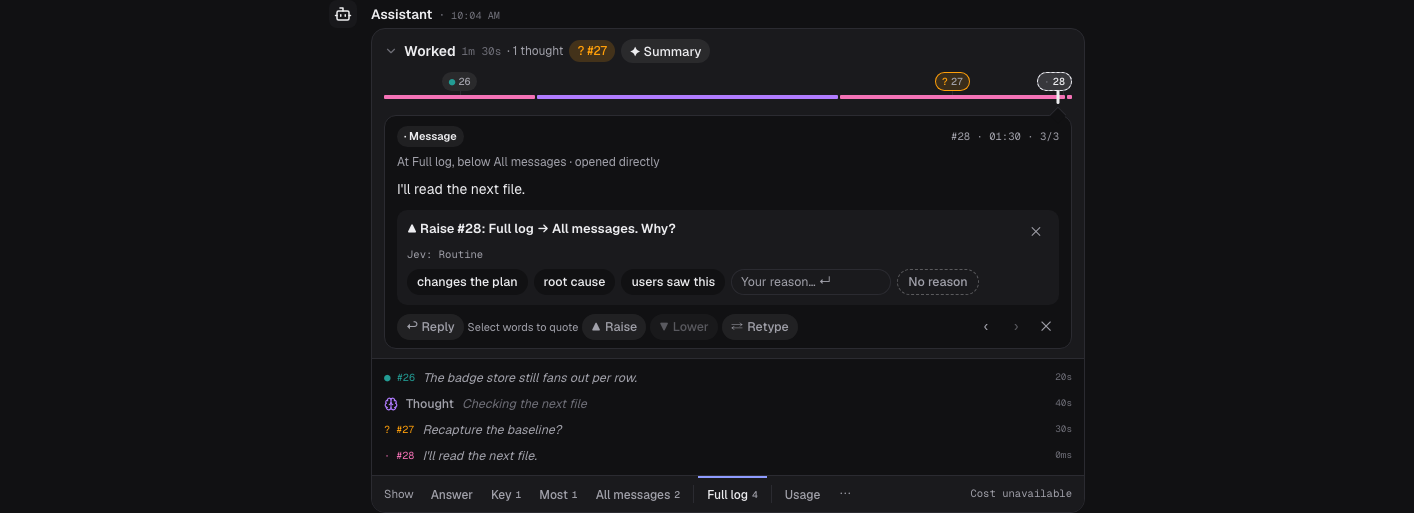 Assistant · 10:04 AM
Worked 1m 30s · 1 thought ? #27 ✦ Summary
26 ? 27 · 28
· Message #28 · 01:30 · 3/3
At Full log, below All messages · opened directly
I'll read the next file.
▲ Raise #28: Full log → All messages. Why? ×
Jev: Routine
changes the plan root cause users saw this Your reason… ↵ No reason
↩ Reply Select words to quote ▲ Raise ▼ Lower ⇄ Retype ‹ › ×
● #26 The badge store still fans out per row. 20s
Thought Checking the next file 40s
? #27 Recapture the baseline? 30s
· #28 I'll read the next file. 0ms
Show Answer Key 1 Most 1 All messages 2 Full log 4 Usage ··· Cost unavailable